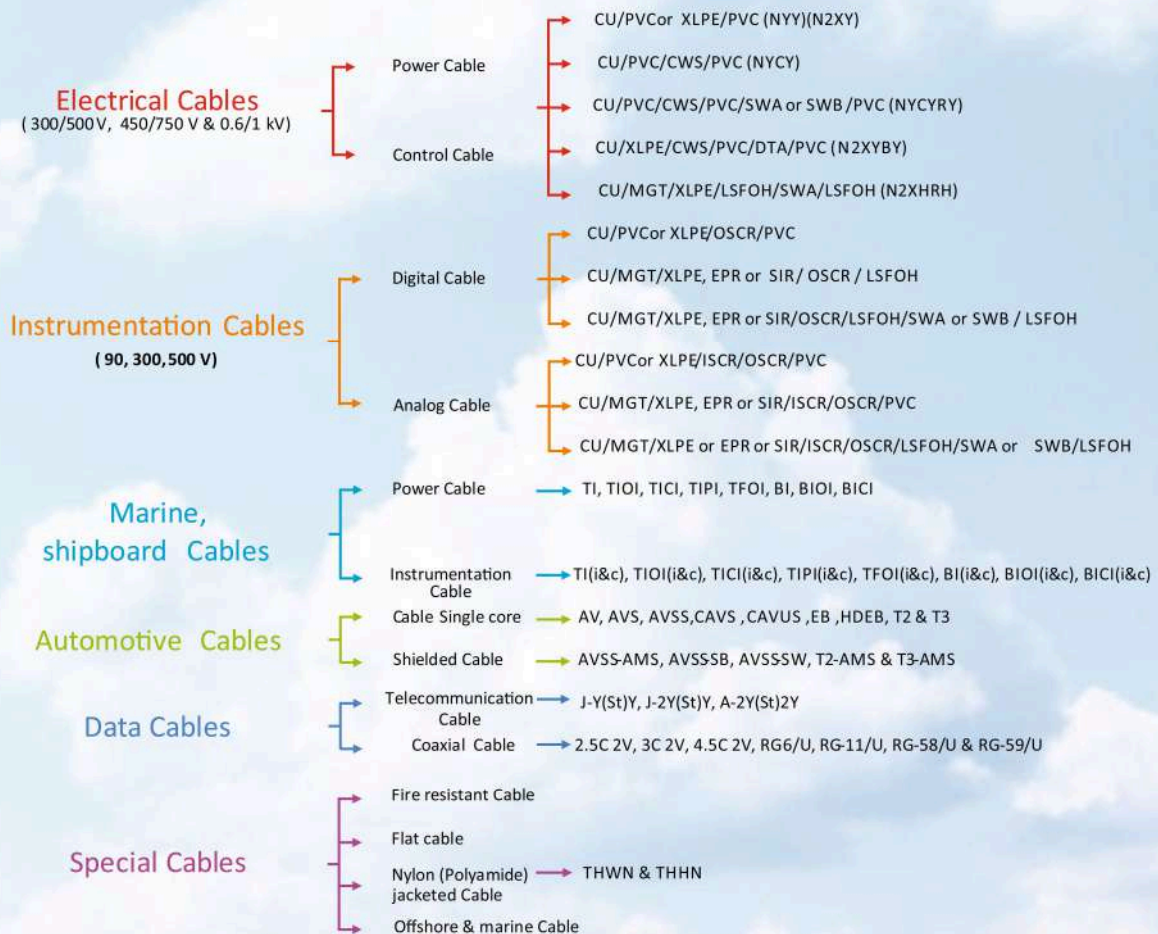 Electrical Cables
( 300/500 V, 450/750 V & 0.6/1 kV)
Power Cable
Control Cable
CU/PVCor XLPE/PVC (NYY)(N2XY)
CU/PVC/CWS/PVC (NYCY)
CU/PVC/CWS/PVC/SWA or SWB /PVC (NYCYRY)
CU/XLPE/CWS/PVC/DTA/PVC (N2XYBY)
CU/MGT/XLPE/LSFOH/SWA/LSFOH (N2XHRH)
Instrumentation Cables
( 90, 300,500 V)
Digital Cable
CU/PVCor XLPE/OSCR/PVC
CU/MGT/XLPE, EPR or SIR/ OSCR / LSFOH
CU/MGT/XLPE, EPR or SIR/OSCR/LSFOH/SWA or SWB / LSFOH
Analog Cable
CU/PVCor XLPE/ISCR/OSCR/PVC
CU/MGT/XLPE, EPR or SIR/ISCR/OSCR/PVC
CU/MGT/XLPE or EPR or SIR/ISCR/OSCR/LSFOH/SWA or SWB/LSFOH
Marine,
shipboard Cables
Power Cable
TI, TIOI, TICI, TIPI, TFOI, BI, BIOI, BICI
Instrumentation
Cable
TI(i&c), TIOI(i&c), TICI(i&c), TIPI(i&c), TFOI(i&c), BI(i&c), BIOI(i&c), BICI(i&c)
Automotive Cables
Cable Single core
AV, AVS, AVSS,CAVS ,CAVUS ,EB ,HDEB, T2 & T3
Shielded Cable
AVSS-AMS, AVSS-SB, AVSS-SW, T2-AMS & T3-AMS
Data Cables
Telecommunication
Cable
J-Y(St)Y, J-2Y(St)Y, A-2Y(St)2Y
Coaxial Cable
2.5C 2V, 3C 2V, 4.5C 2V, RG6/U, RG-11/U, RG-58/U & RG-59/U
Special Cables
Fire resistant Cable
Flat cable
Nylon (Polyamide)
jacketed Cable
THWN & THHN
Offshore & marine Cable